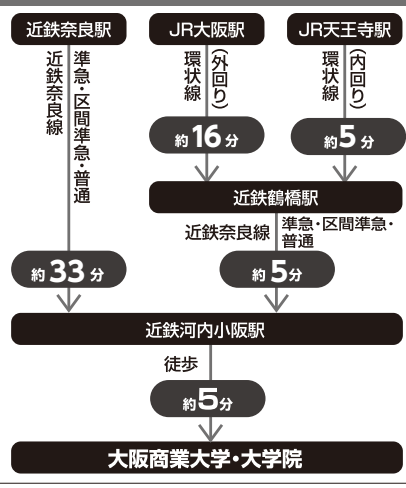 近鉄奈良駅
JR大阪駅
JR天王寺駅
近鉄奈良線
準急・区間準急・普通
環状線
(外回り)
環状線
(内回り)
約16分
約5分
近鉄鶴橋駅
近鉄奈良線
準急・区間準急・
普通
約33分
約5分
近鉄河内小阪駅
徒歩
約5分
大阪商業大学・大学院